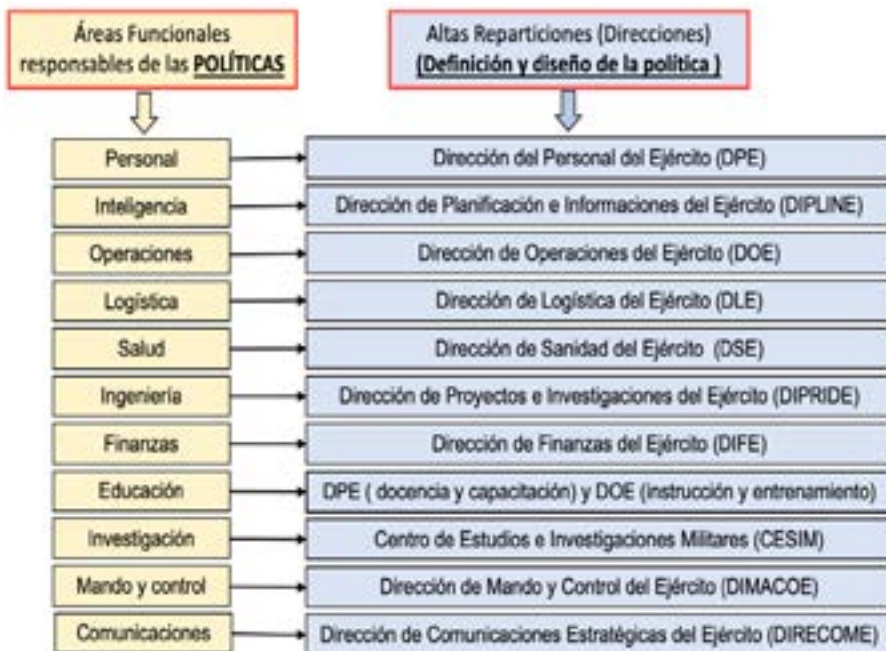 Áreas Funcionales
responsables de las POLÍTICAS
Altas Reparticiones (Direcciones)
(Definición y diseño de la política )
Personal
Dirección del Personal del Ejército (DPE)
Inteligencia
Dirección de Planificación e Informaciones del Ejército (DIPLINE)
Operaciones
Dirección de Operaciones del Ejército (DOE)
Logística
Dirección de Logística del Ejército (DLE)
Salud
Dirección de Sanidad del Ejército (DSE)
Ingeniería
Dirección de Proyectos e Investigaciones del Ejército (DIPRIDE)
Finanzas
Dirección de Finanzas del Ejército (DIFE)
Educación
DPE ( docencia y capacitación) y DOE (instrucción y entrenamiento)
Investigación
Centro de Estudios e Investigaciones Militares (CESIM)
Mando y control
Dirección de Mando y Control del Ejército (DIMACOE)
Comunicaciones
Dirección de Comunicaciones Estratégicas del Ejército (DIRECOME)